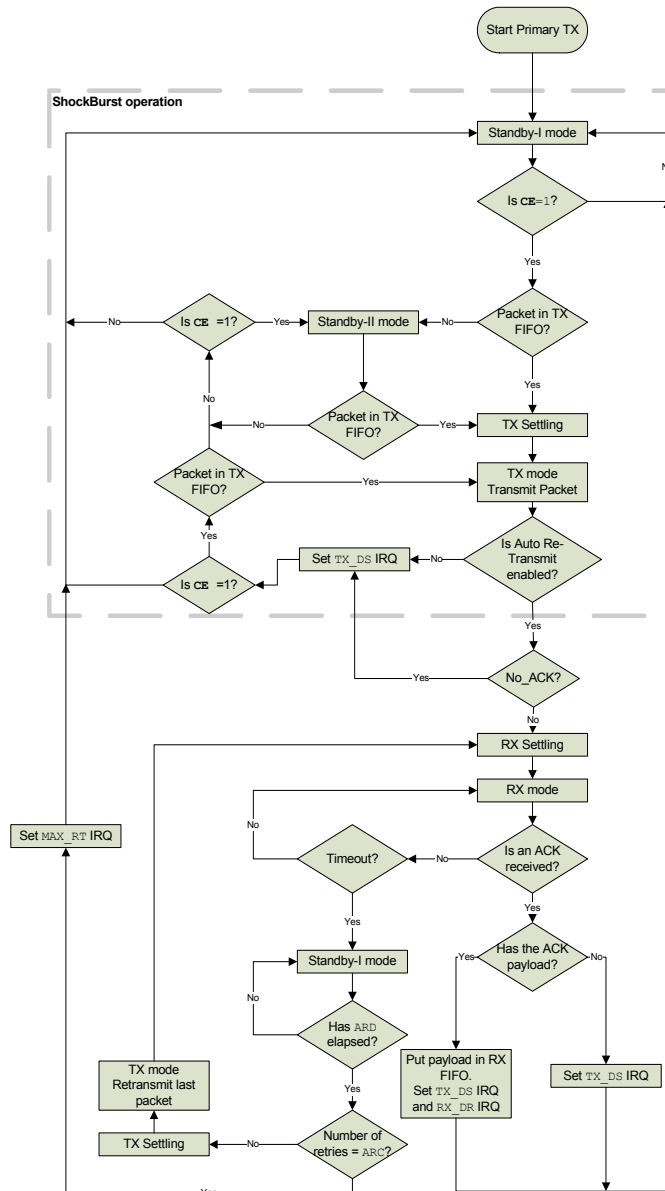 Start Primary TX
ShockBurst operation
Standby-I mode
N
Is CE=1?
Yes
Is CE =1?
No
Yes
Standby-II mode
No
Packet in TX
FIFO?
Yes
No
Packet in TX
FIFO?
No
Yes
TX Settling
Packet in TX
FIFO?
Yes
TX mode
Transmit Packet
Yes
Is CE =1?
Set TX_DS IRQ
No
Is Auto Re-
Transmit
enabled?
Yes
Yes
No_ACK?
No
RX Settling
RX mode
Set MAX_RT IRQ
No
Timeout?
No
Is an ACK
received?
Yes
Yes
Standby-I mode
Yes
Has the ACK
payload?
No
No
Has ARD
elapsed?
TX mode
Retransmit last
packet
Yes
Put payload in RX
FIFO.
Set TX_DS IRQ
and RX_DR IRQ
Set TX_DS IRQ
TX Settling
No
Number of
retries = ARC?
Yes